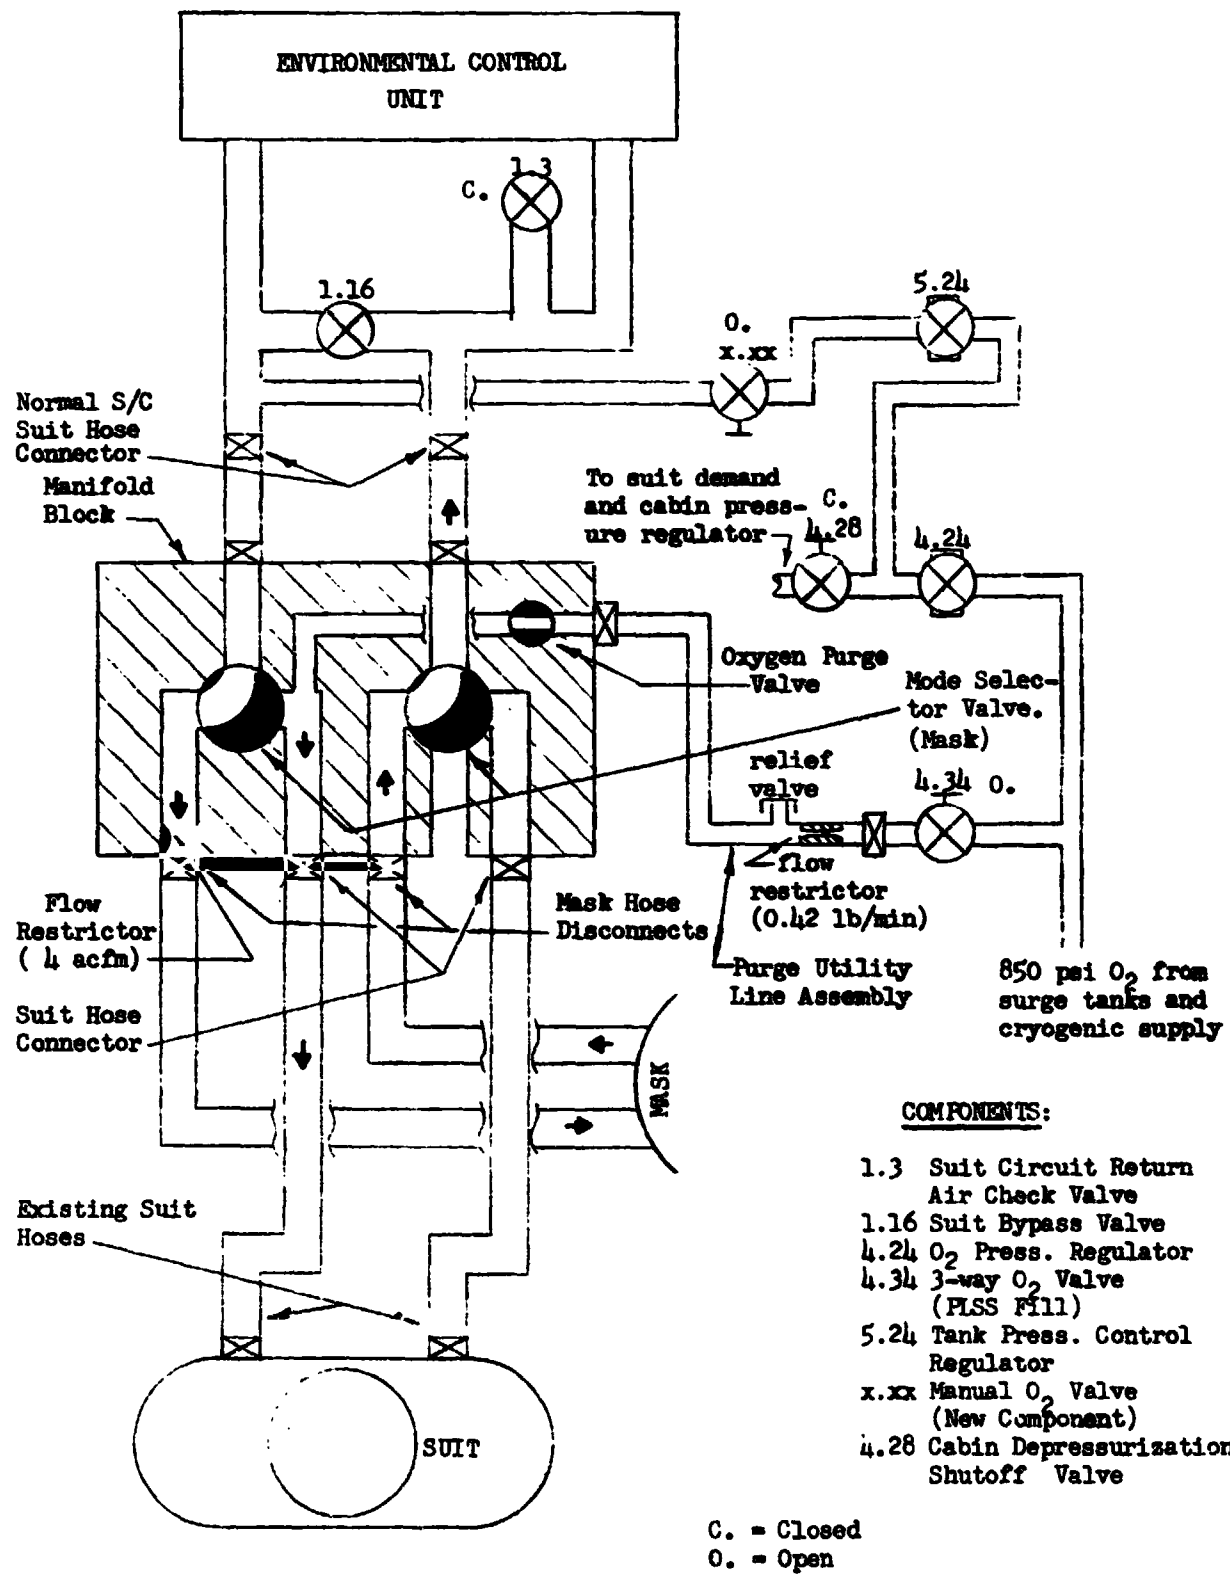 ENVIRONMENTAL CONTROL
UNIT
1.3
C.
1.16
5.24
O.
x.xx
Normal S/C
Suit Hose
Connector
Manifold
Block
To suit demand
and cabin press-
ure regulator
C.
4.28
4.24
Oxygen Purge
Valve
Mode Selec-
tor Valve.
(Mask)
relief
valve
4.34 O.
flow
restrictor
(0.42 lb/min)
Flow
Restrictor
( 4 acfm)
Mask Hose
Disconnects
Purge Utility
Line Assembly
850 psi O2 from
surge tanks and
cryogenic supply
Suit Hose
Connector
MASK
COMPONENTS:
1.3 Suit Circuit Return
Air Check Valve
1.16 Suit Bypass Valve
4.24 O2 Press. Regulator
4.34 3-way O2 Valve
(PLSS Fill)
5.24 Tank Press. Control
Regulator
x.xx Manual O2 Valve
(New Component)
4.28 Cabin Depressurization
Shutoff Valve
Existing Suit
Hoses
SUIT
C. = Closed
O. = Open